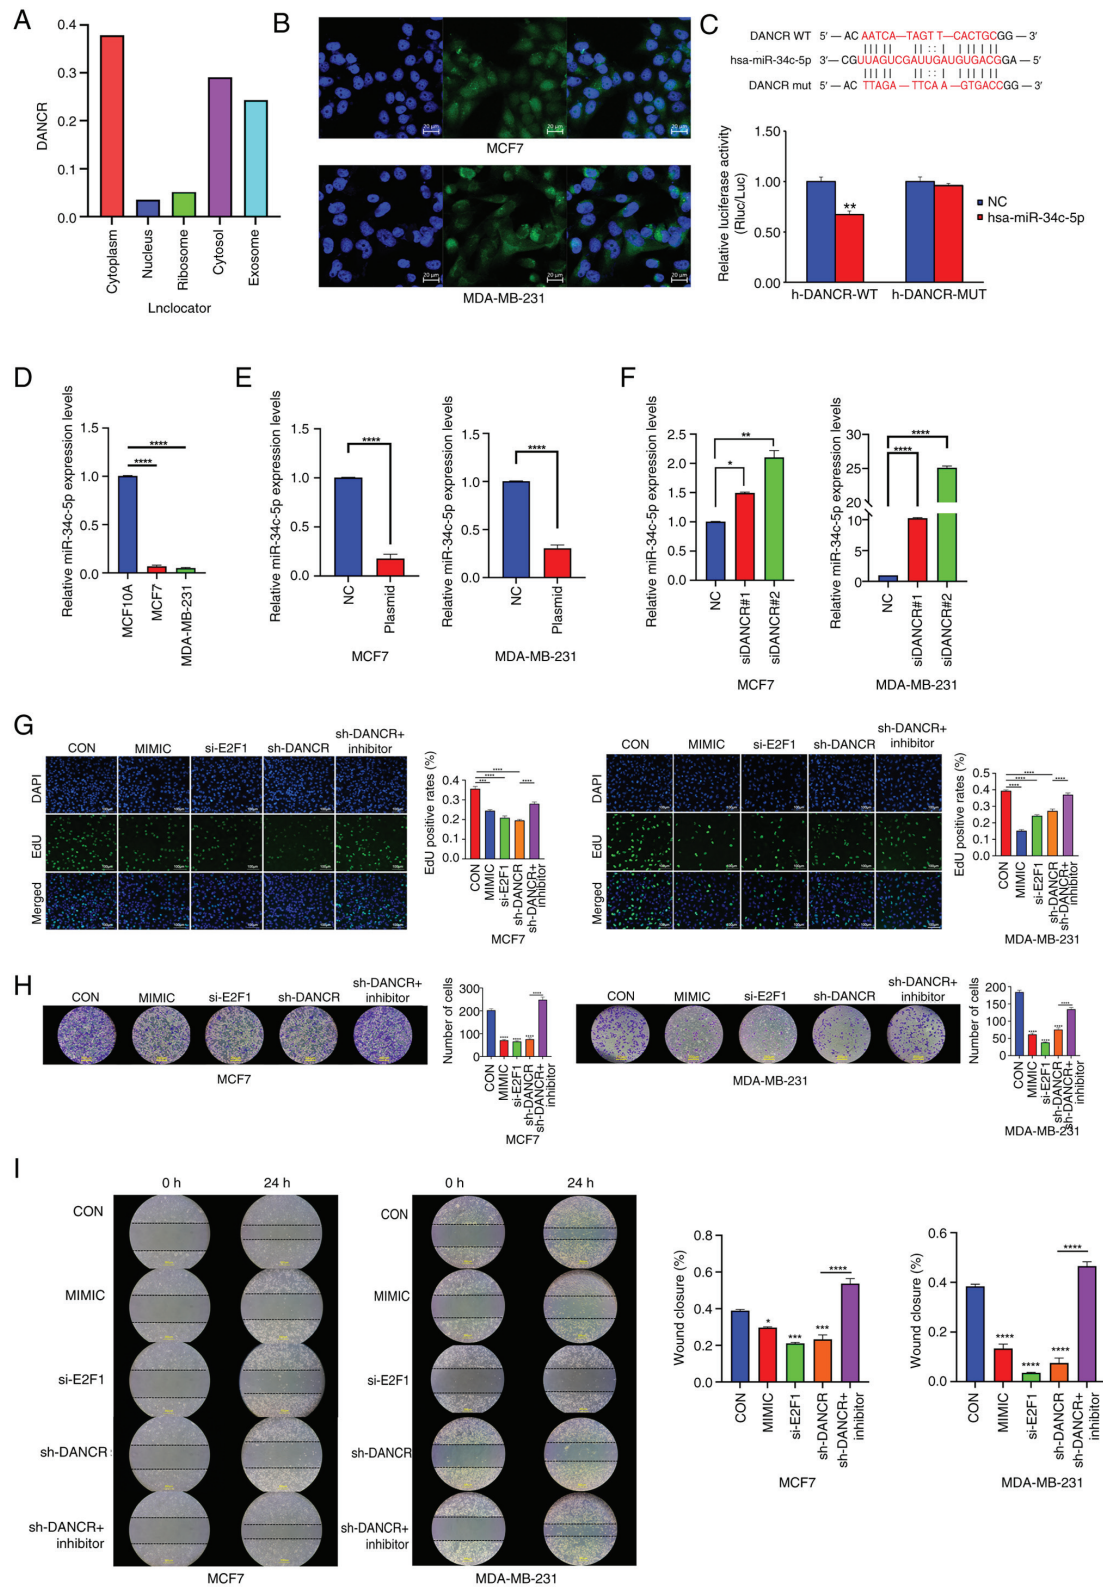 A
0.4
0.3
0.2
0.1
0.0
DANCR
Cytoplasm
Nucleus
Ribosome
Cytosol
Exosome
Lnclocator
B
20 μm
20 μm
20 μm
MCF7
20 μm
20 μm
20 μm
MDA-MB-231
C
DANCR WT 5′ — AC AATCA—TAGT T—CACTGCGG — 3′
hsa-miR-34c-5p 3′— CGUUAGUCGAUUGAUGUGACGGA — 5′
DANCR mut 5′ — AC TTAGA — TTCA A —GTGACCGG — 3′
Relative luciferase activity
(Rluc/Luc)
1.50
1.00
0.50
0.00
**
NC
hsa-miR-34c-5p
h-DANCR-WT
h-DANCR-MUT
D
Relative miR-34c-5p expression levels
1.5
1.0
0.5
0.0
****
****
MCF10A
MCF7
MDA-MB-231
E
Relative miR-34c-5p expression levels
1.5
1.0
0.5
0.0
****
NC
Plasmid
MCF7
Relative miR-34c-5p expression levels
1.5
1.0
0.5
0.0
****
NC
Plasmid
MDA-MB-231
F
Relative miR-34c-5p expression levels
2.5
2.0
1.5
1.0
0.5
0.0
**
*
NC
siDANCR#1
siDANCR#2
MCF7
Relative miR-34c-5p expression levels
30
25
20
10
5
0
****
****
NC
siDANCR#1
siDANCR#2
MDA-MB-231
G
CON
MIMIC
si-E2F1
sh-DANCR
sh-DANCR+
inhibitor
DAPI
EdU
Merged
EdU positive rates (%)
0.4
0.3
0.2
0.1
0.0
****
****
***
****
CON
MIMIC
si-E2F1
sh-DANCR
sh-DANCR+
inhibitor
MCF7
CON
MIMIC
si-E2F1
sh-DANCR
sh-DANCR+
inhibitor
DAPI
EdU
Merged
EdU positive rates (%)
0.5
0.4
0.3
0.2
0.1
0.0
****
****
****
****
CON
MIMIC
si-E2F1
sh-DANCR
sh-DANCR+
inhibitor
MDA-MB-231
H
CON
MIMIC
si-E2F1
sh-DANCR
sh-DANCR+
inhibitor
MCF7
Number of cells
300
200
100
0
****
****
****
****
CON
MIMIC
si-E2F1
sh-DANCR
sh-DANCR+
inhibitor
MCF7
CON
MIMIC
si-E2F1
sh-DANCR
sh-DANCR+
inhibitor
MDA-MB-231
Number of cells
200
150
100
50
0
****
****
****
****
CON
MIMIC
si-E2F1
sh-DANCR
sh-DANCR+
inhibitor
MDA-MB-231
I
0 h
24 h
CON
MIMIC
si-E2F1
sh-DANCR
sh-DANCR+
inhibitor
MCF7
0 h
24 h
CON
MIMIC
si-E2F1
sh-DANCR
sh-DANCR+
inhibitor
MDA-MB-231
Wound closure (%)
0.8
0.6
0.4
0.2
0.0
*
***
***
****
CON
MIMIC
si-E2F1
sh-DANCR
sh-DANCR+
inhibitor
MCF7
Wound closure (%)
0.6
0.4
0.2
0.0
****
****
****
****
CON
MIMIC
si-E2F1
sh-DANCR
sh-DANCR+
inhibitor
MDA-MB-231